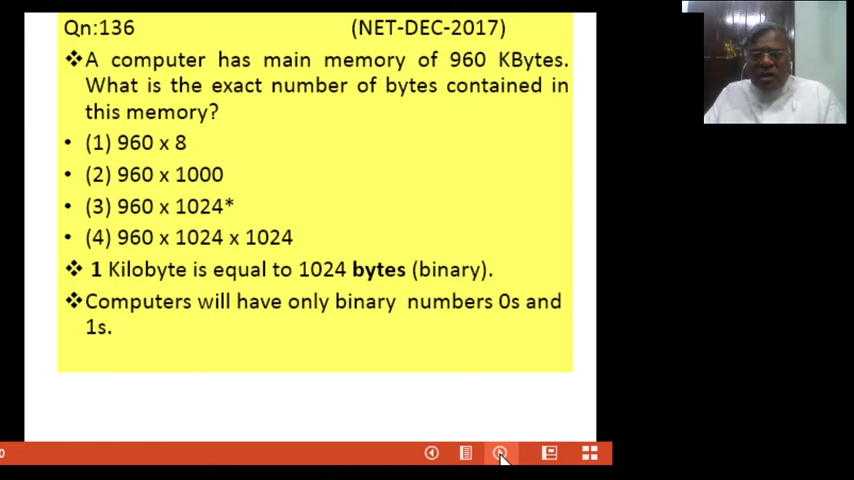 Qn:136 (NET-DEC-2017)
❖A computer has main memory of 960 KBytes.
What is the exact number of bytes contained in
this memory?
• (1) 960 x 8
• (2) 960 x 1000
• (3) 960 x 1024*
• (4) 960 x 1024 x 1024
❖ 1 Kilobyte is equal to 1024 bytes (binary).
❖Computers will have only binary numbers 0s and
1s.
0